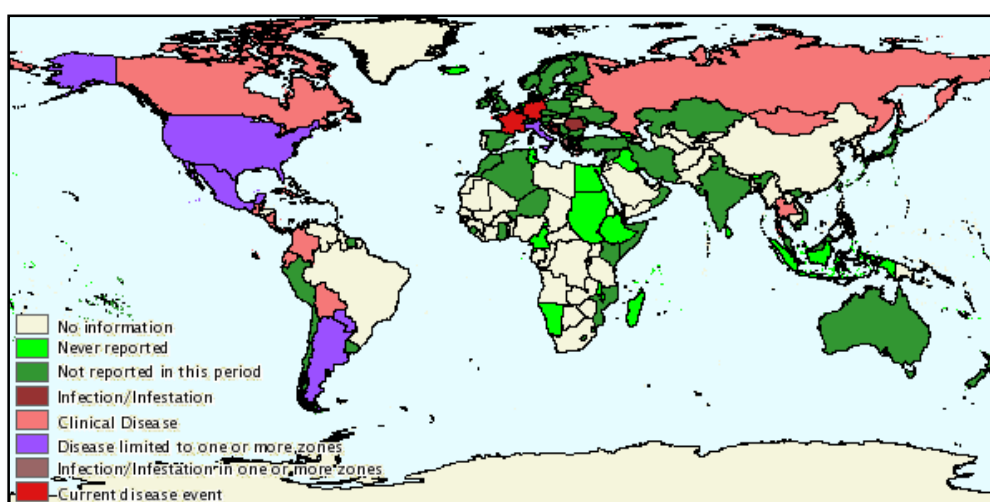 No information
Never reported
Not reported in this period
Infection/Infestation
Clinical Disease
Disease limited to one or more zones
Infection/Infestation in one or more zones
Current disease event